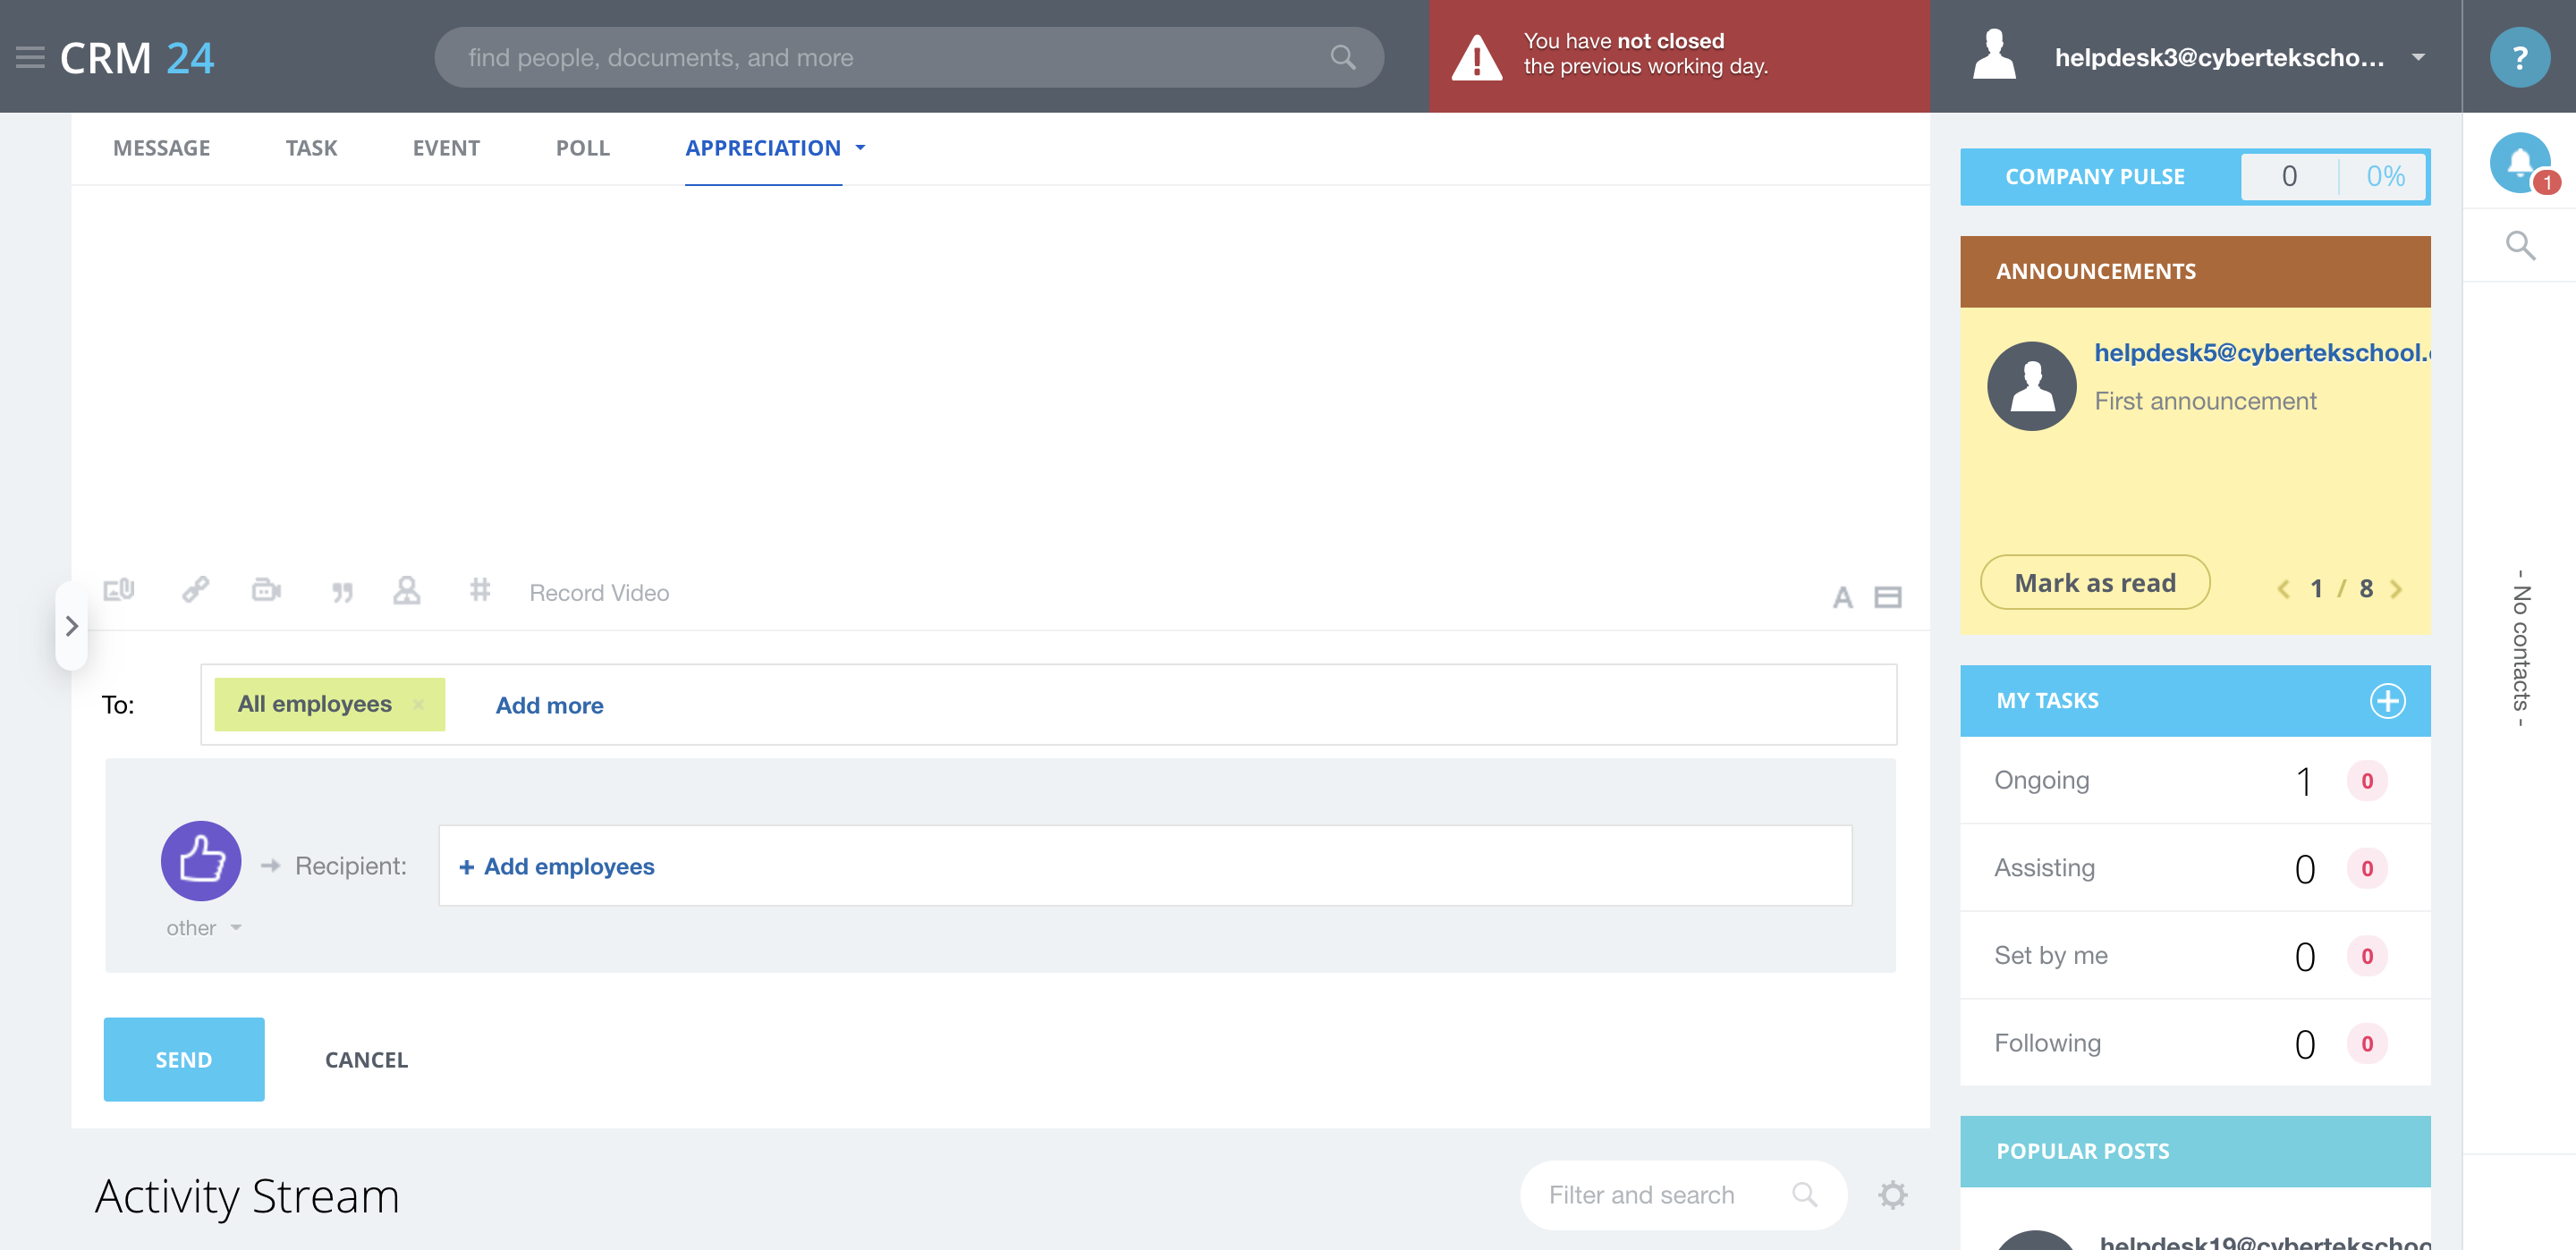 CRM 24
find people, documents, and more
You have not closed
the previous working day.
helpdesk3@cyberteksscho...
?
MESSAGE TASK EVENT POLL APPRECIATION
COMPANY PULSE 0 0%
1
ANNOUNCEMENTS
helpdesk5@cybertekschool.
First announcement
Mark as read 1 / 8
Record Video A
To: All employees × Add more
Recipient: + Add employees
other
SEND CANCEL
MY TASKS
Ongoing 1 0
Assisting 0 0
Set by me 0 0
Following 0 0
POPULAR POSTS
helpdesk19@cybertekschoo
Activity Stream
Filter and search
- No contacts -